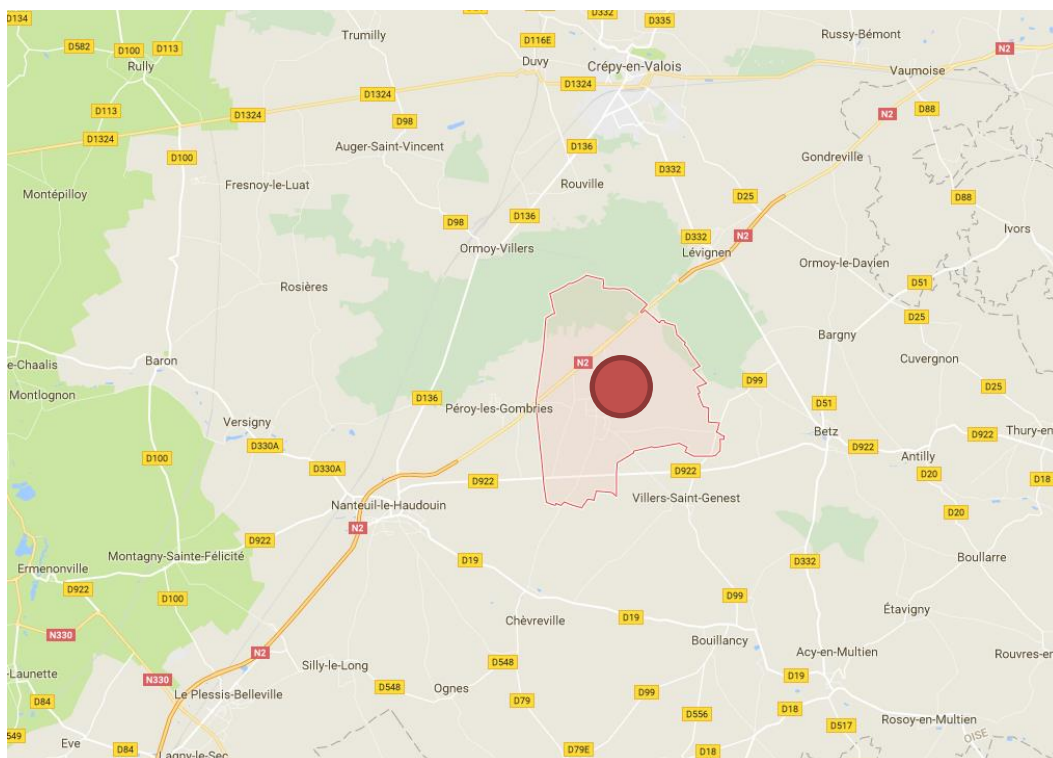 D134
D332
D335
D582
D100
D113
Rully
Trumilly
D116E
Duvy
Crépy-en-Valois
Russy-Bémont
N2
Vaumoise
D1324
D1324
D113
D1324
D1324
D98
N2
D88
D100
Auger-Saint-Vincent
D136
Gondreville
Montépilloy
Fresnoy-le-Luat
Rouville
D332
D25
D88
D136
D98
Ormoy-Villers
D332
N2
Lévignen
Ivors
Ormoy-le-Davien
Rosières
D51
D25
Bargny
e-Chaalis
Baron
N2
Cuvergnon
Montlognon
D136
Péroy-les-Gombries
D99
D25
D51
Versigny
D330A
Betz
D922
D922
Thury-en
Antilly
D100
D330A
D922
D922
D20
D18
Nanteuil-le-Haudouin
Villers-Saint-Genest
N2
D922
D20
Montagny-Sainte-Félicité
D19
D332
Boullarre
Ermenonville
D922
D100
D99
Étavigny
Chèvreville
D19
N330
Bouillancy
N2
Silly-le-Long
D548
Acy-en-Multien
Rouvres-en
-Launette
N330
D19
Le Plessis-Belleville
D548
Ognes
D99
D84
D79
D18
D556
D517
Rosoy-en-Multien
D549
Eve
D84
Lagny-le-Sec
D79E
D18
OISE